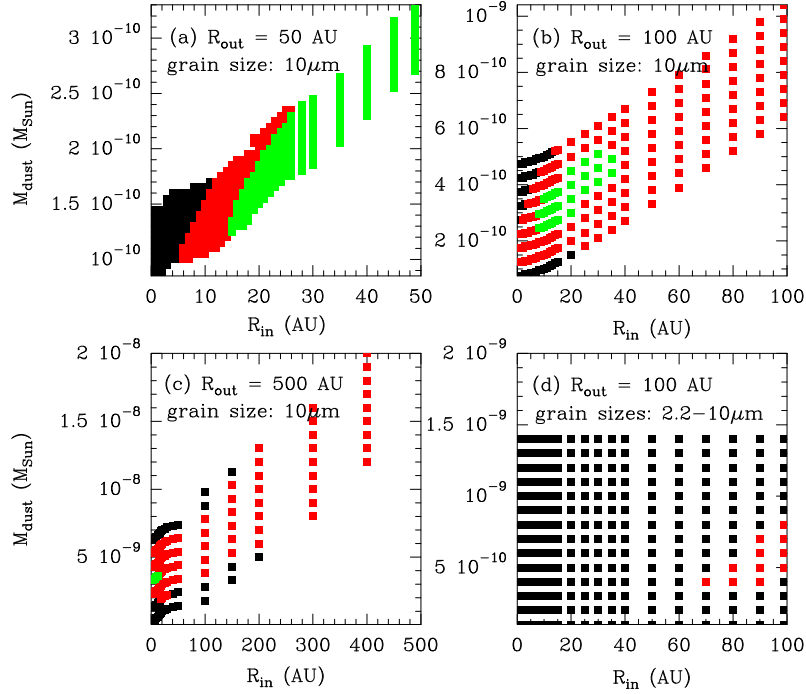 (a) R_out = 50 AU
grain size: 10μm
3 10⁻¹⁰
2.5 10⁻¹⁰
2 10⁻¹⁰
1.5 10⁻¹⁰
10⁻¹⁰
M_dust (M_Sun)
0 10 20 30 40 50
R_in (AU)
(b) R_out = 100 AU
grain size: 10μm
10⁻⁹
8 10⁻¹⁰
6 10⁻¹⁰
4 10⁻¹⁰
2 10⁻¹⁰
0 20 40 60 80 100
R_in (AU)
(c) R_out = 500 AU
grain size: 10μm
2 10⁻⁸
1.5 10⁻⁸
10⁻⁸
5 10⁻⁹
M_dust (M_Sun)
0 100 200 300 400 500
R_in (AU)
(d) R_out = 100 AU
grain sizes: 2.2−10μm
2 10⁻⁹
1.5 10⁻⁹
10⁻⁹
5 10⁻¹⁰
0 20 40 60 80 100
R_in (AU)